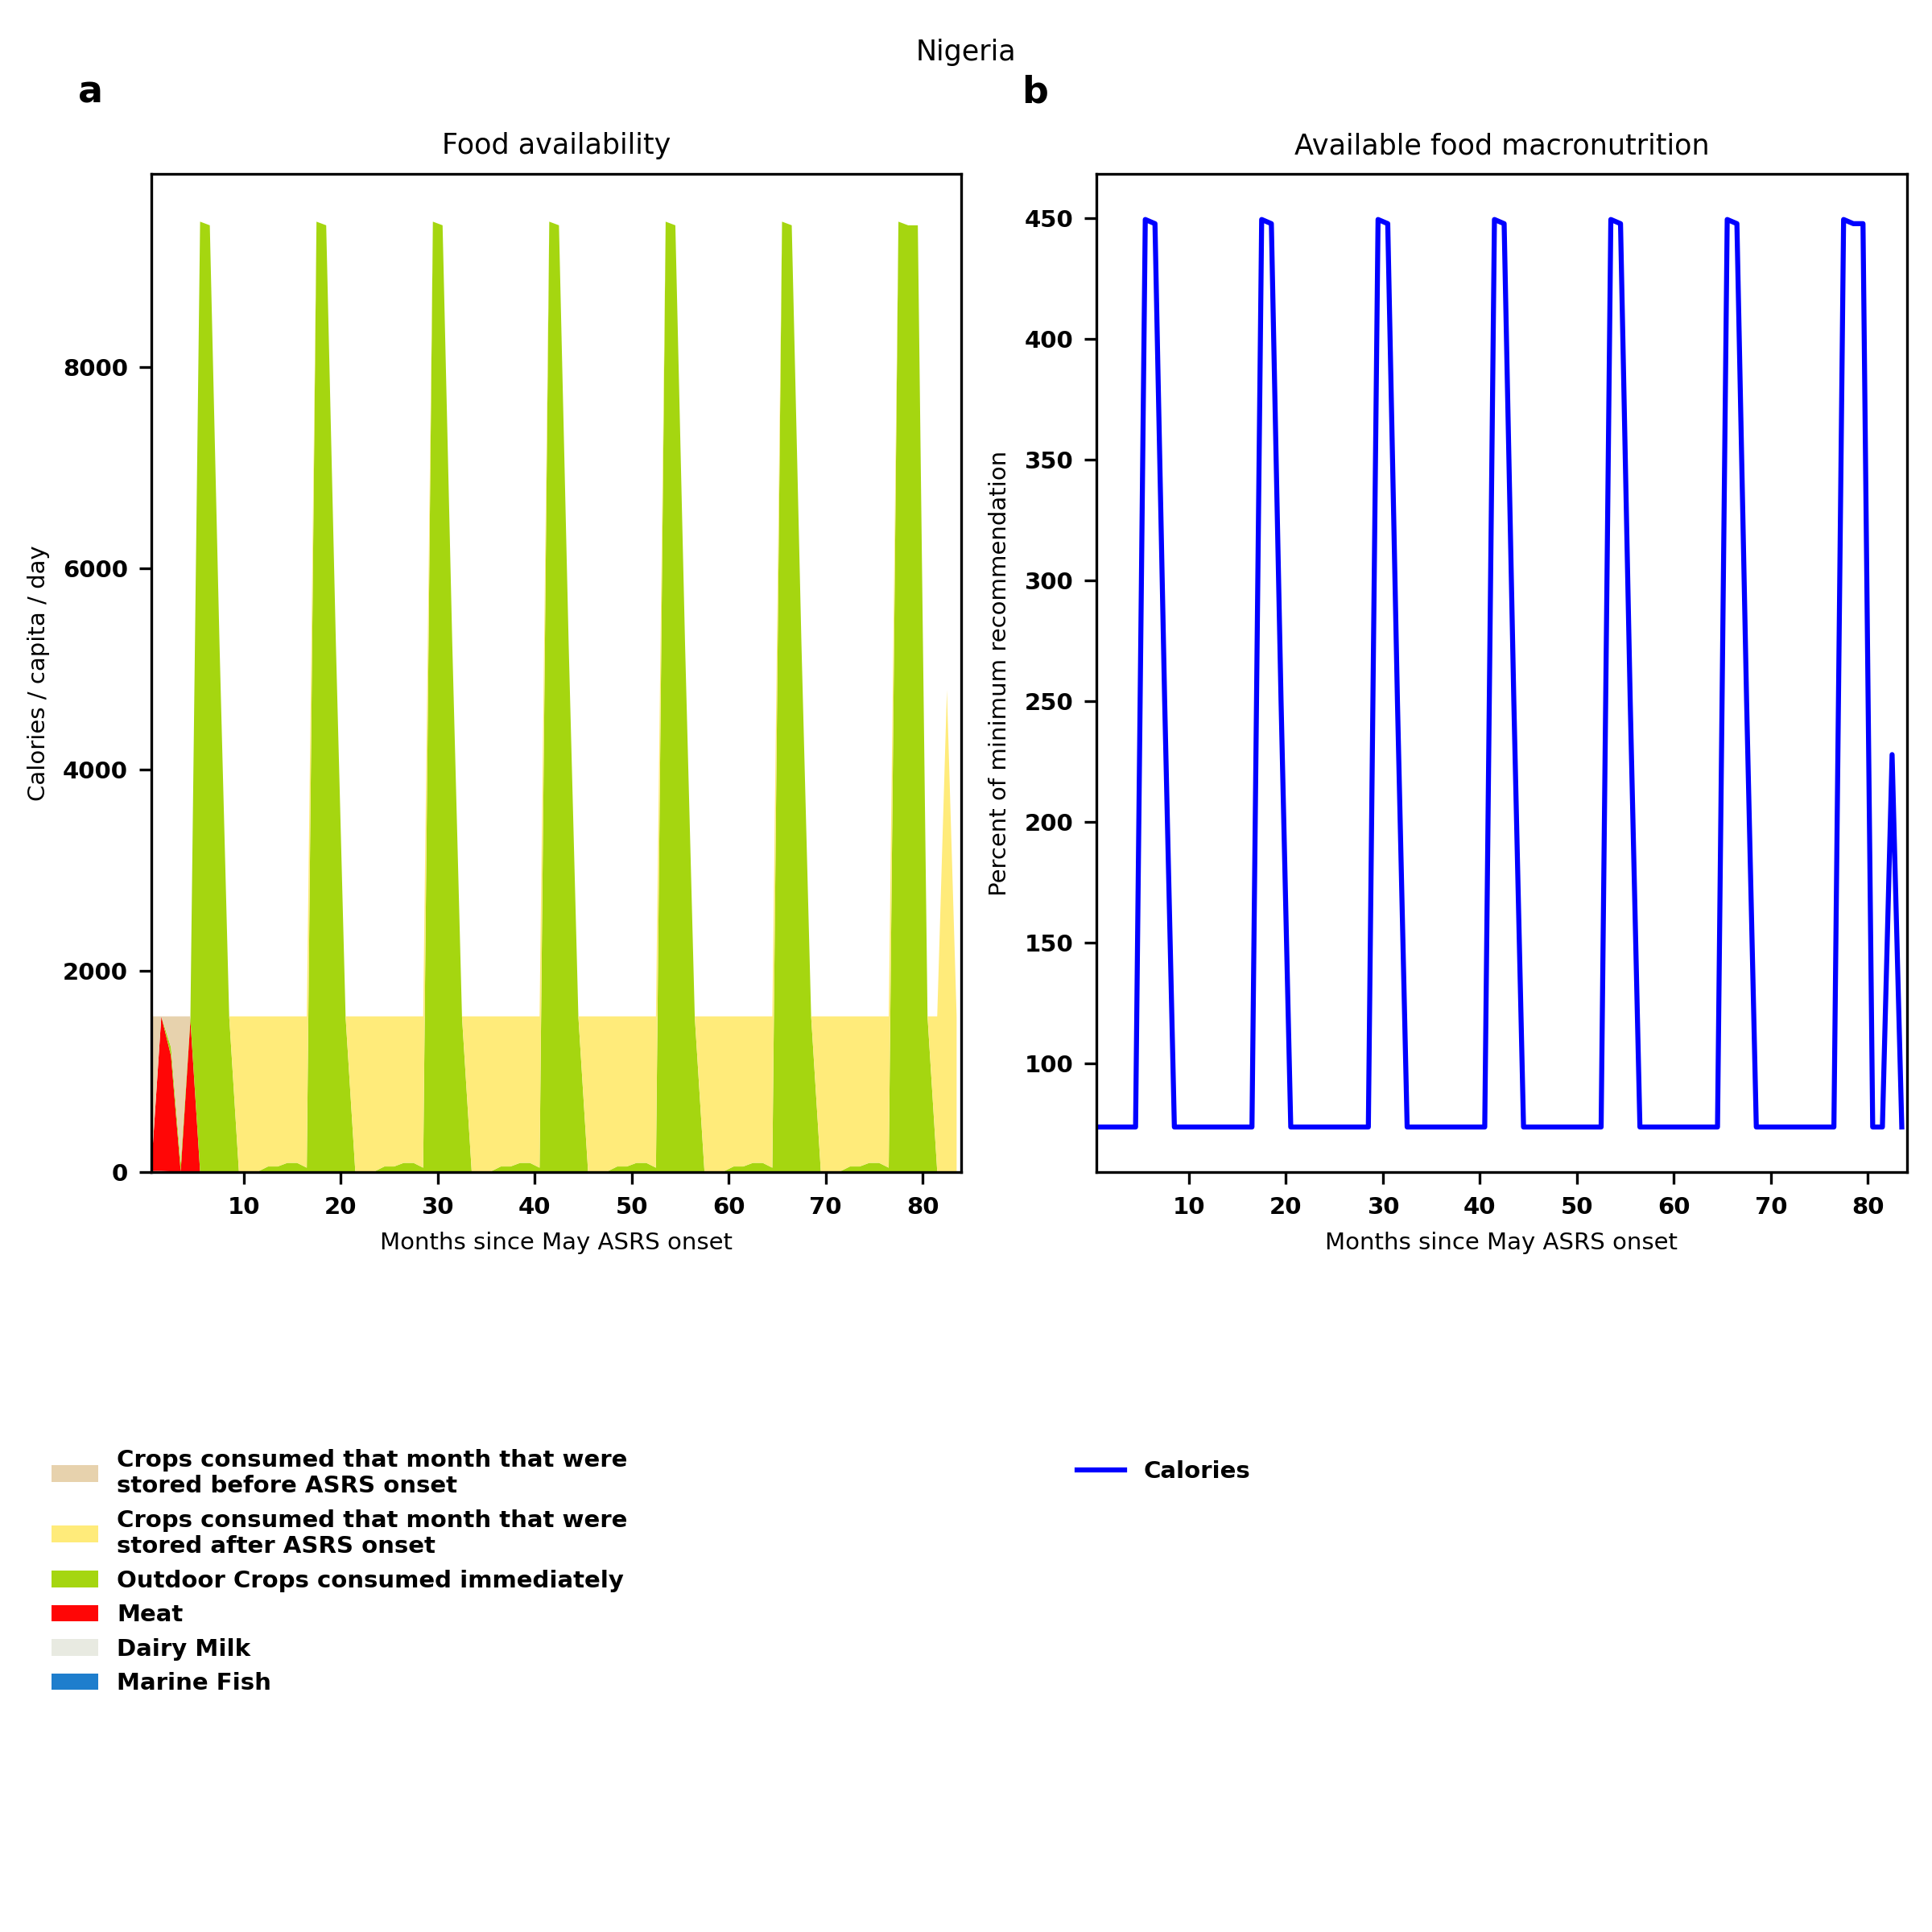 Nigeria
a
Food availability
Calories / capita / day
8000
6000
4000
2000
0
10 20 30 40 50 60 70 80
Months since May ASRS onset
b
Available food macronutrition
Percent of minimum recommendation
450
400
350
300
250
200
150
100
10 20 30 40 50 60 70 80
Months since May ASRS onset
Crops consumed that month that were
stored before ASRS onset
Crops consumed that month that were
stored after ASRS onset
Outdoor Crops consumed immediately
Meat
Dairy Milk
Marine Fish
Calories